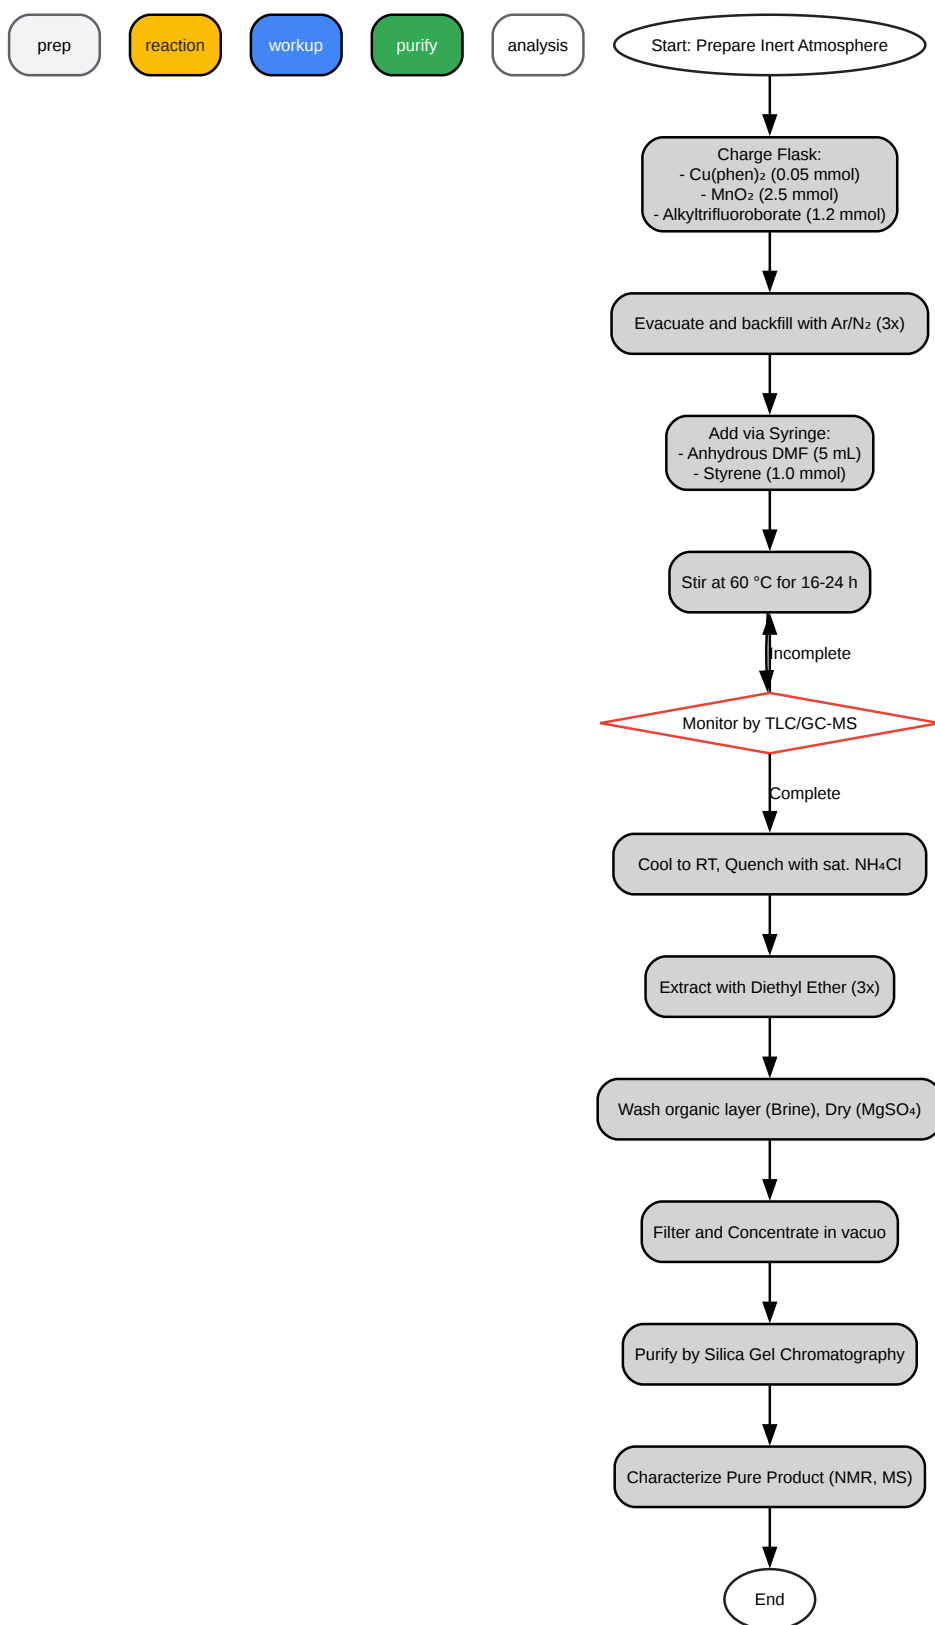 prep
reaction
workup
purify
analysis
Start: Prepare Inert Atmosphere
Charge Flask:
- Cu(phen)₂ (0.05 mmol)
- MnO₂ (2.5 mmol)
- Alkyltrifluoroborate (1.2 mmol)
Evacuate and backfill with Ar/N₂ (3x)
Add via Syringe:
- Anhydrous DMF (5 mL)
- Styrene (1.0 mmol)
Stir at 60 °C for 16-24 h
Incomplete
Monitor by TLC/GC-MS
Complete
Cool to RT, Quench with sat. NH₄Cl
Extract with Diethyl Ether (3x)
Wash organic layer (Brine), Dry (MgSO₄)
Filter and Concentrate in vacuo
Purify by Silica Gel Chromatography
Characterize Pure Product (NMR, MS)
End